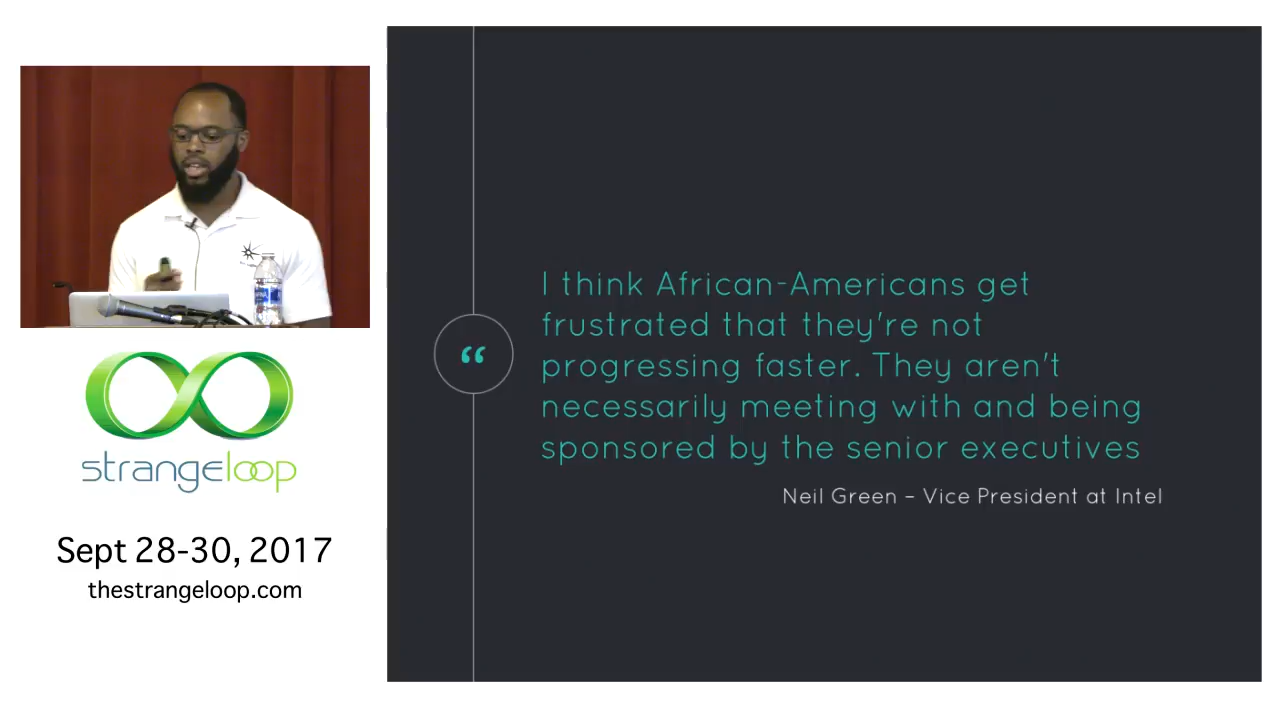 strangeloop
Sept 28-30, 2017
thestrangeloop.com
“
I think African-Americans get
frustrated that they're not
progressing faster. They aren't
necessarily meeting with and being
sponsored by the senior executives
Neil Green – Vice President at Intel